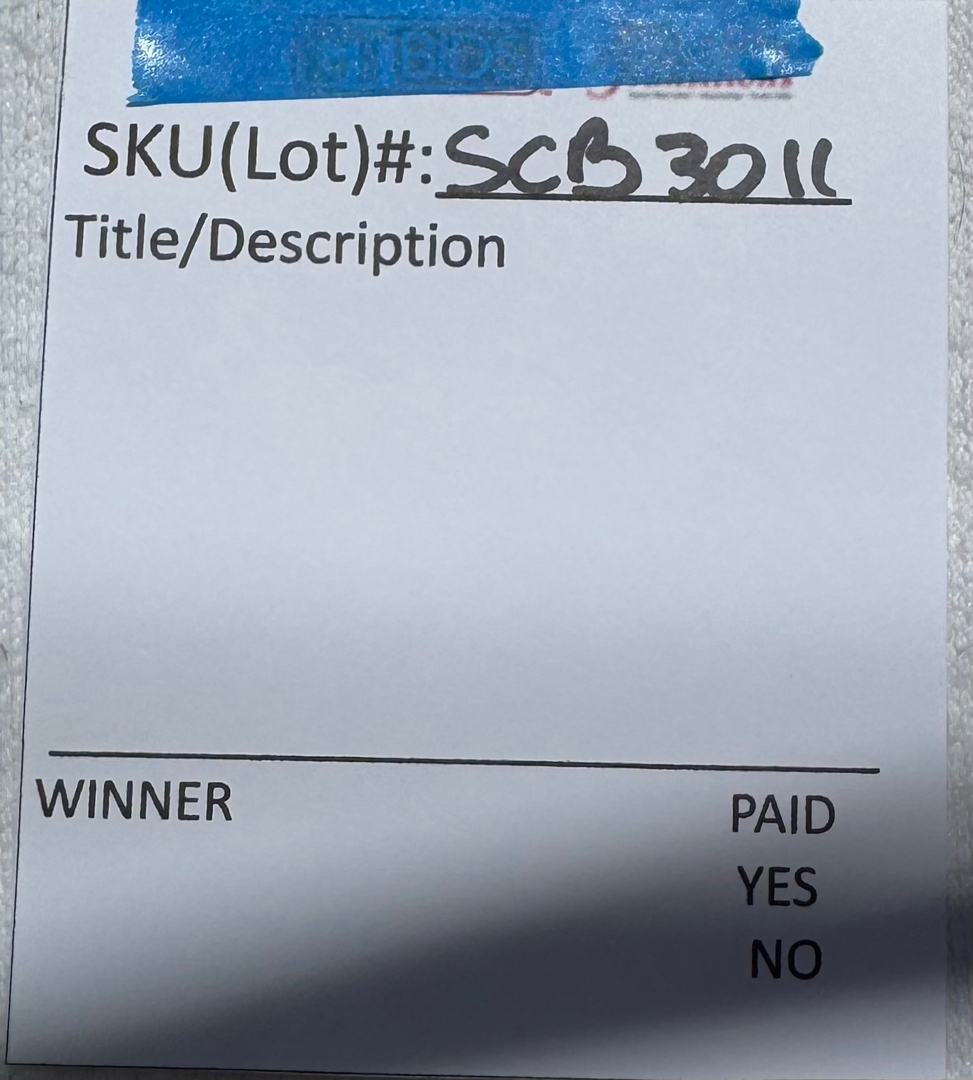 SKU(Lot)#: SCB3011
Title/Description
WINNER
PAID
YES
NO